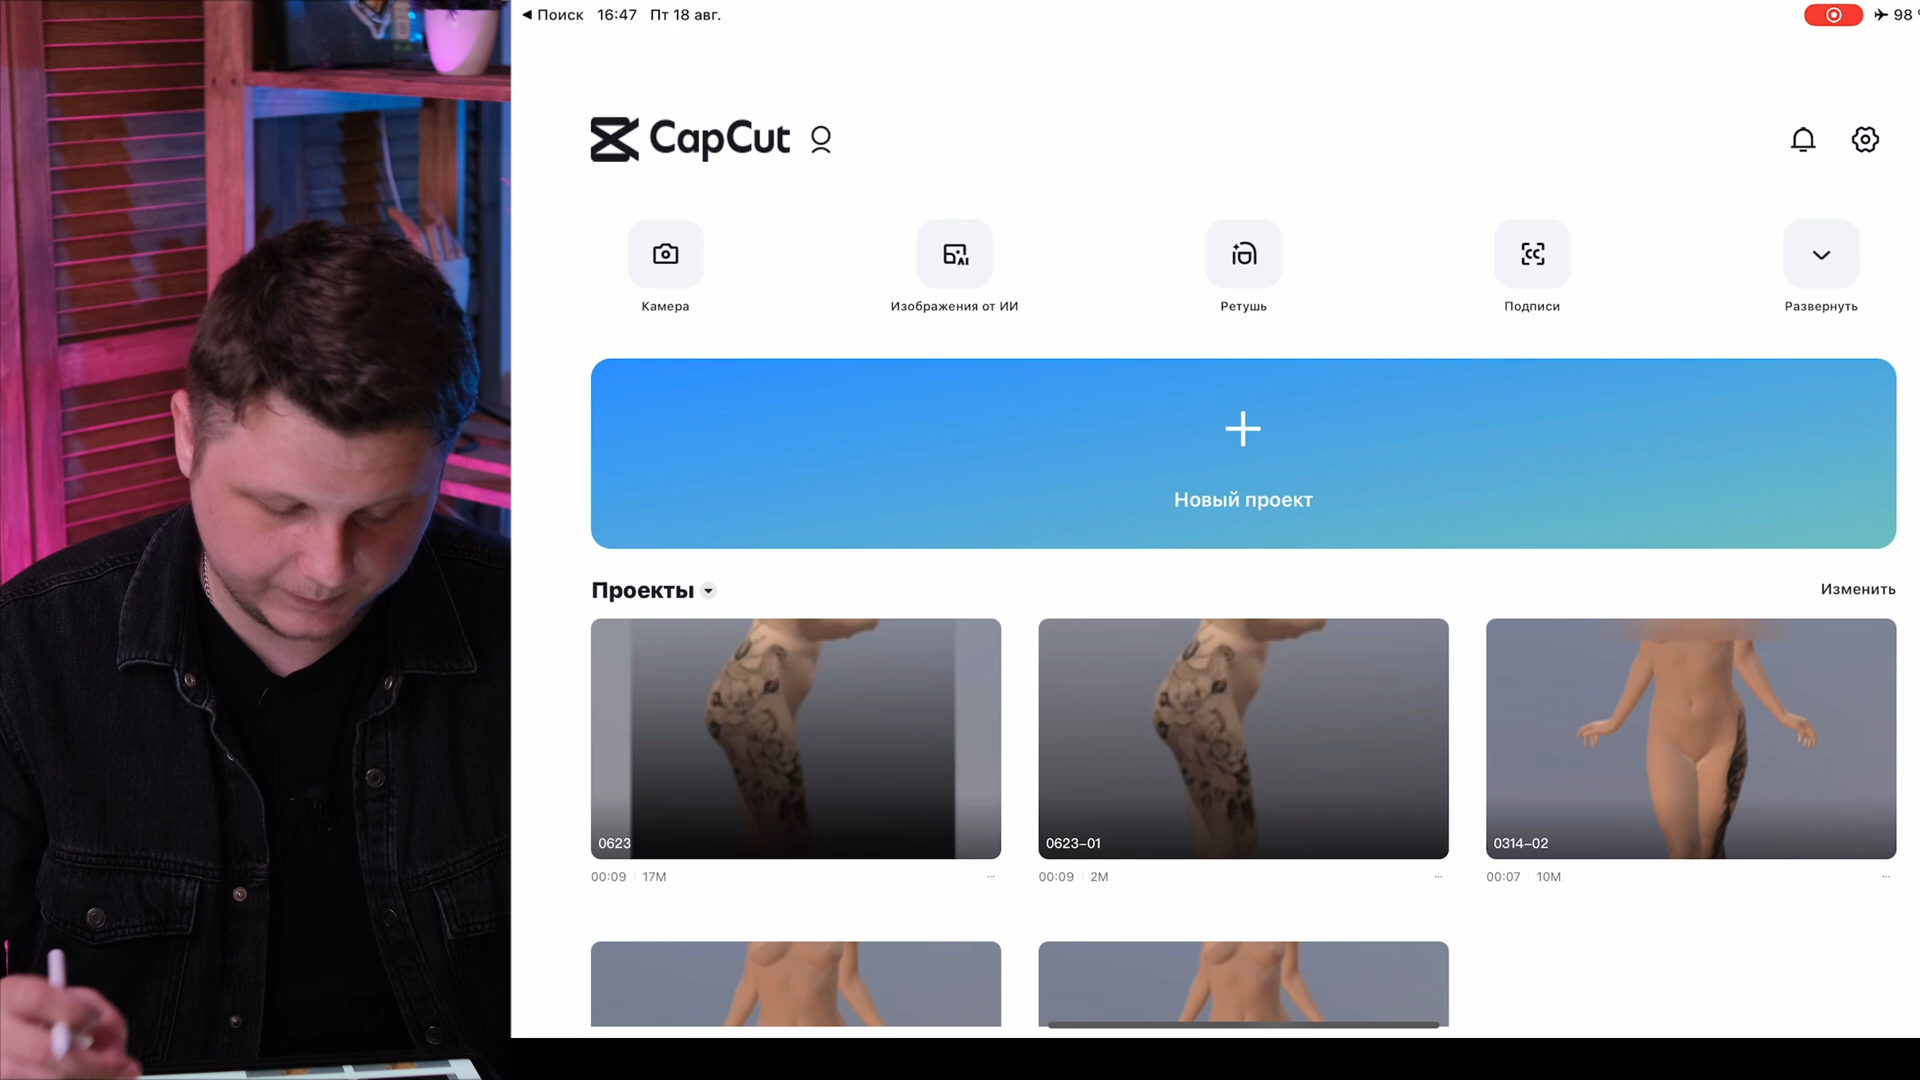 ◀ Поиск 16:47 Пт 18 авг.
✈ 98 %
CapCut
Камера
Изображения от ИИ
Ретушь
Подписи
Развернуть
Новый проект
Проекты
Изменить
0623
0623-01
0314-02
00:09 17M
00:09 2M
00:07 10M